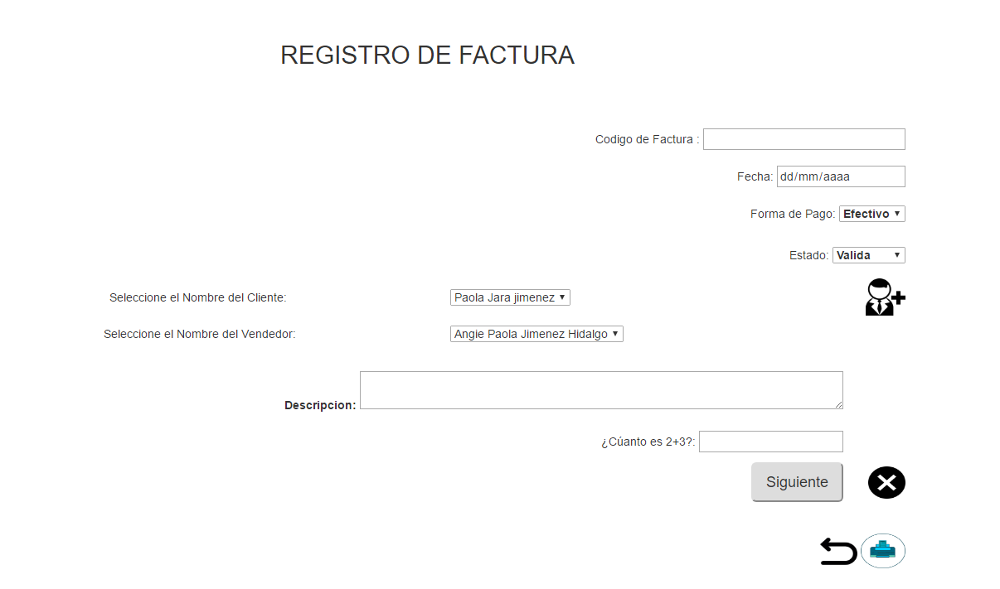 REGISTRO DE FACTURA
Codigo de Factura :
Fecha: dd/mm/aaaa
Forma de Pago: Efectivo
Estado: Valida
Seleccione el Nombre del Cliente: Paola Jara jimenez
Seleccione el Nombre del Vendedor: Angie Paola Jimenez Hidalgo
Descripcion:
¿Cúanto es 2+3?:
Siguiente